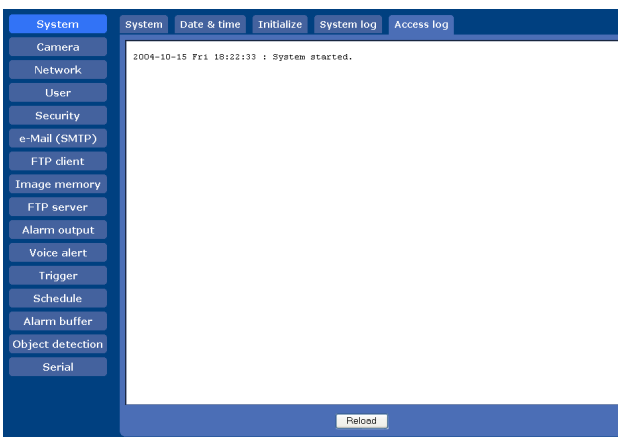 System
Camera
Network
User
Security
e-Mail (SMTP)
FTP client
Image memory
FTP server
Alarm output
Voice alert
Trigger
Schedule
Alarm buffer
Object detection
Serial
System Date & time Initialize System log Access log
2004-10-15 Fri 18:22:33 : System started.
Reload